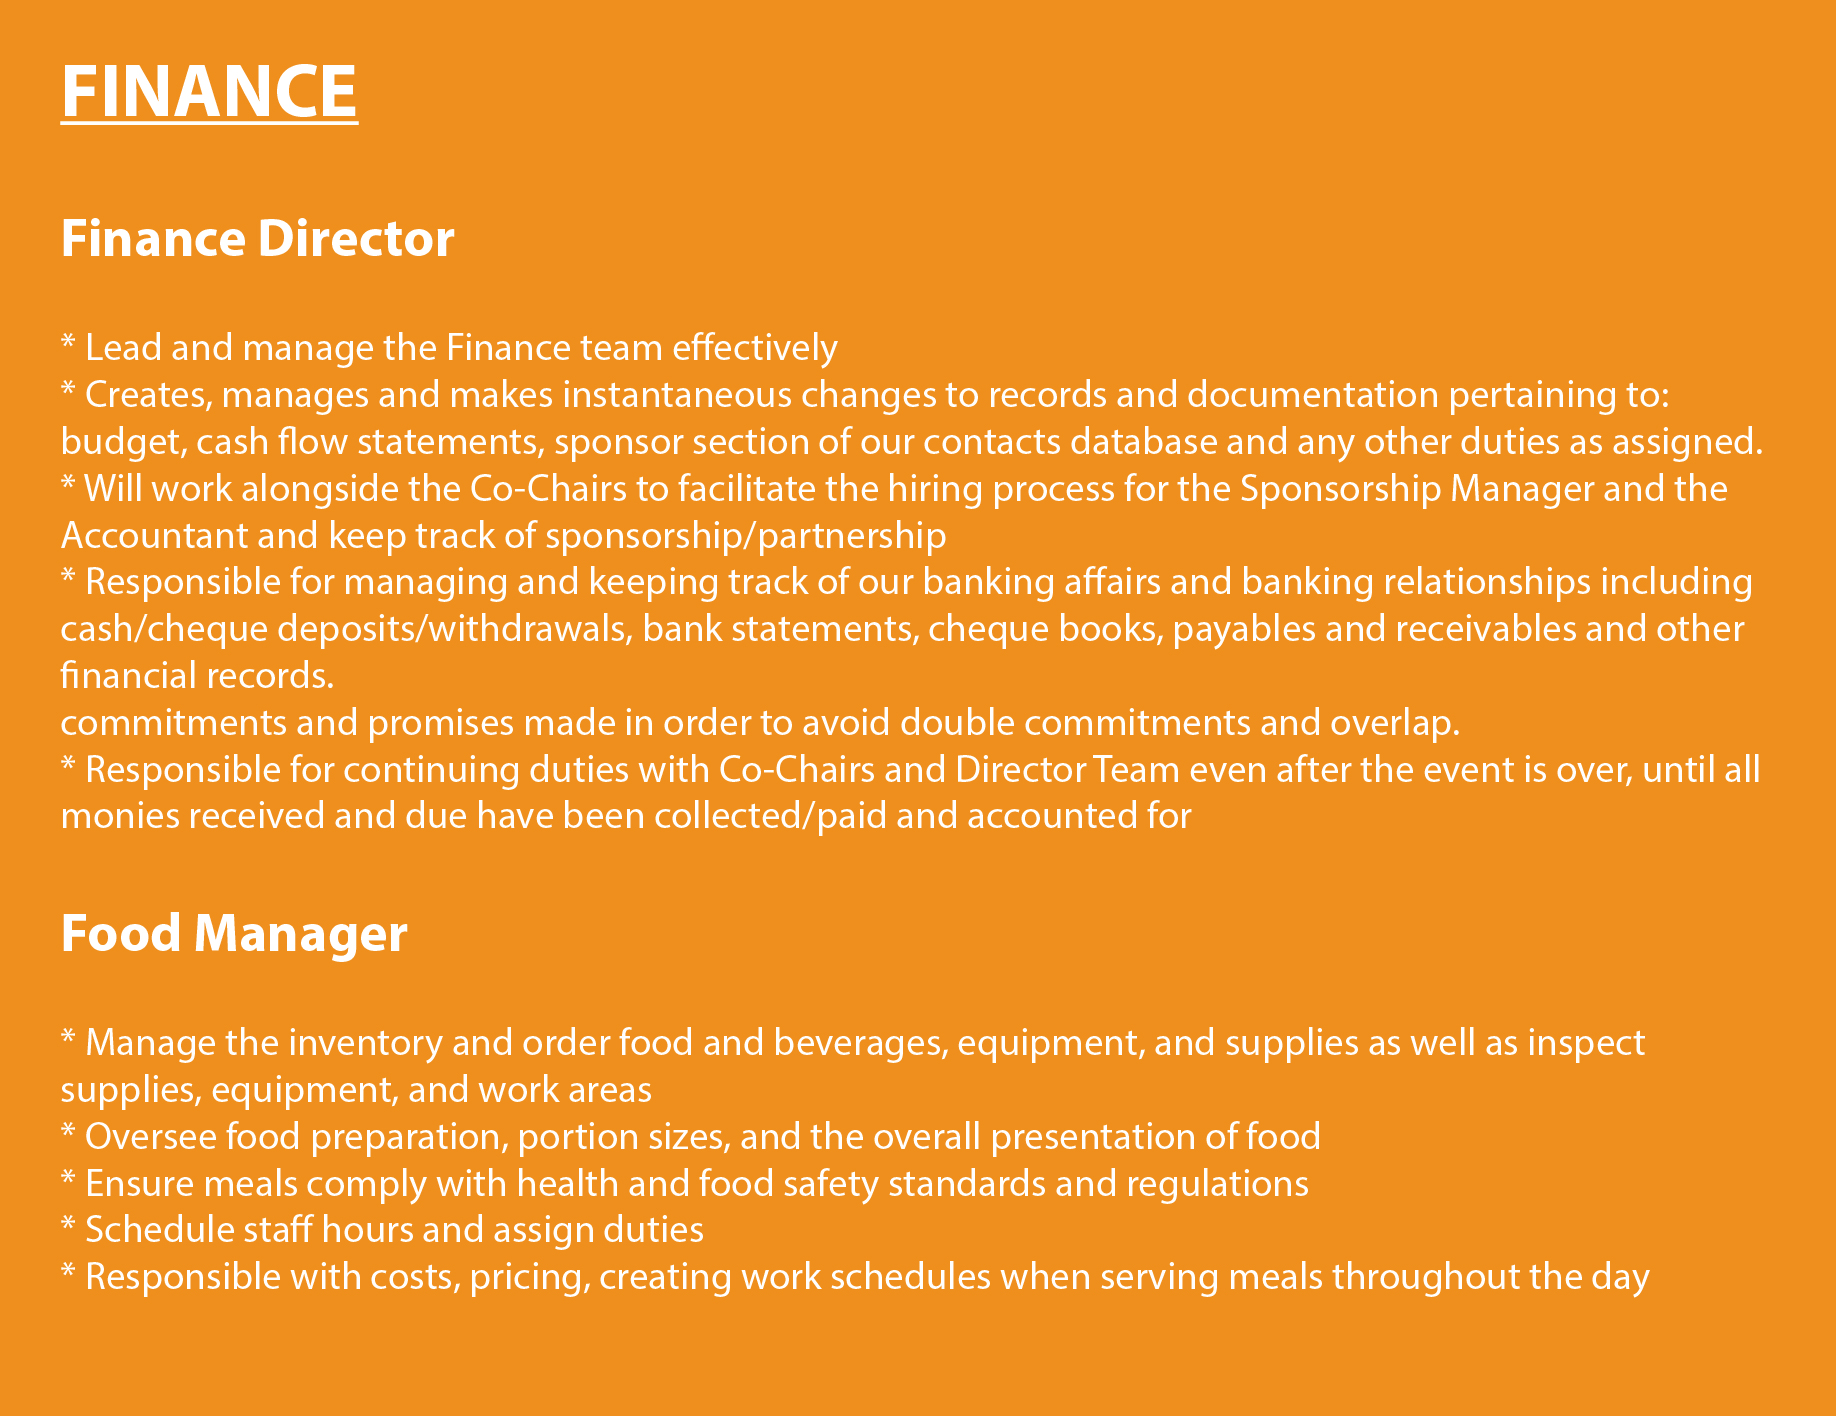 FINANCE
Finance Director
* Lead and manage the Finance team effectively
* Creates, manages and makes instantaneous changes to records and documentation pertaining to:
budget, cash flow statements, sponsor section of our contacts database and any other duties as assigned.
* Will work alongside the Co-Chairs to facilitate the hiring process for the Sponsorship Manager and the
Accountant and keep track of sponsorship/partnership
* Responsible for managing and keeping track of our banking affairs and banking relationships including
cash/cheque deposits/withdrawals, bank statements, cheque books, payables and receivables and other
financial records.
commitments and promises made in order to avoid double commitments and overlap.
* Responsible for continuing duties with Co-Chairs and Director Team even after the event is over, until all
monies received and due have been collected/paid and accounted for
Food Manager
* Manage the inventory and order food and beverages, equipment, and supplies as well as inspect
supplies, equipment, and work areas
* Oversee food preparation, portion sizes, and the overall presentation of food
* Ensure meals comply with health and food safety standards and regulations
* Schedule staff hours and assign duties
* Responsible with costs, pricing, creating work schedules when serving meals throughout the day